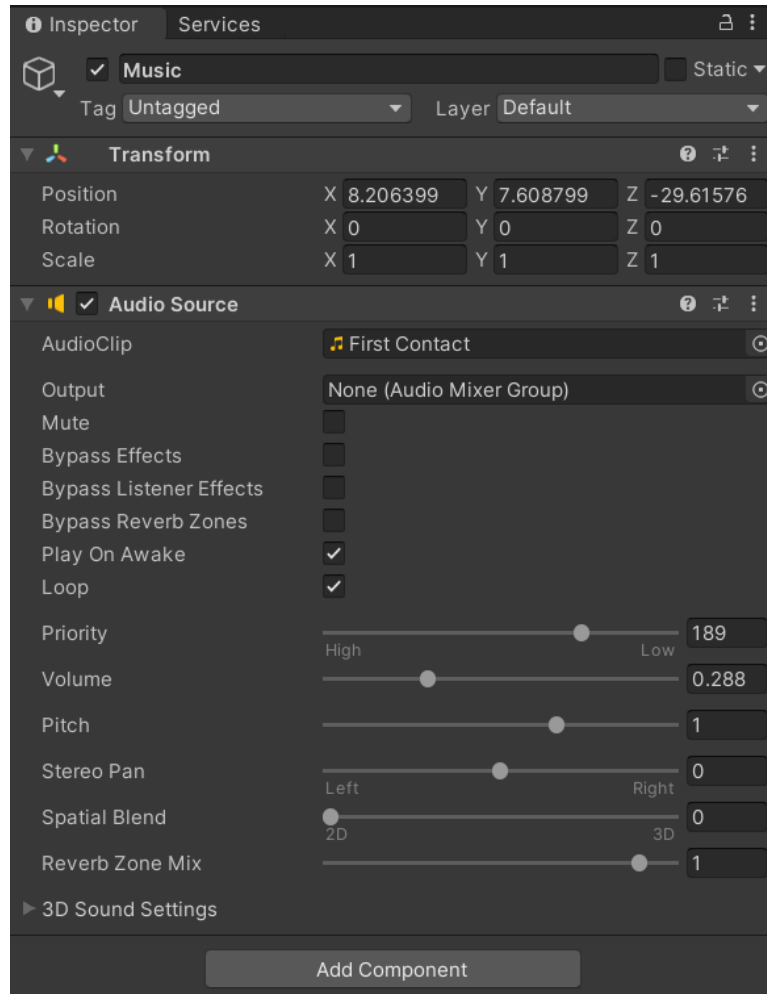 Inspector Services
Music Static
Tag Untagged Layer Default
Transform
Position X 8.206399 Y 7.608799 Z -29.61576
Rotation X 0 Y 0 Z 0
Scale X 1 Y 1 Z 1
Audio Source
AudioClip First Contact
Output None (Audio Mixer Group)
Mute
Bypass Effects
Bypass Listener Effects
Bypass Reverb Zones
Play On Awake
Loop
Priority 189
High Low
Volume 0.288
Pitch 1
Stereo Pan 0
Left Right
Spatial Blend 0
2D 3D
Reverb Zone Mix 1
3D Sound Settings
Add Component